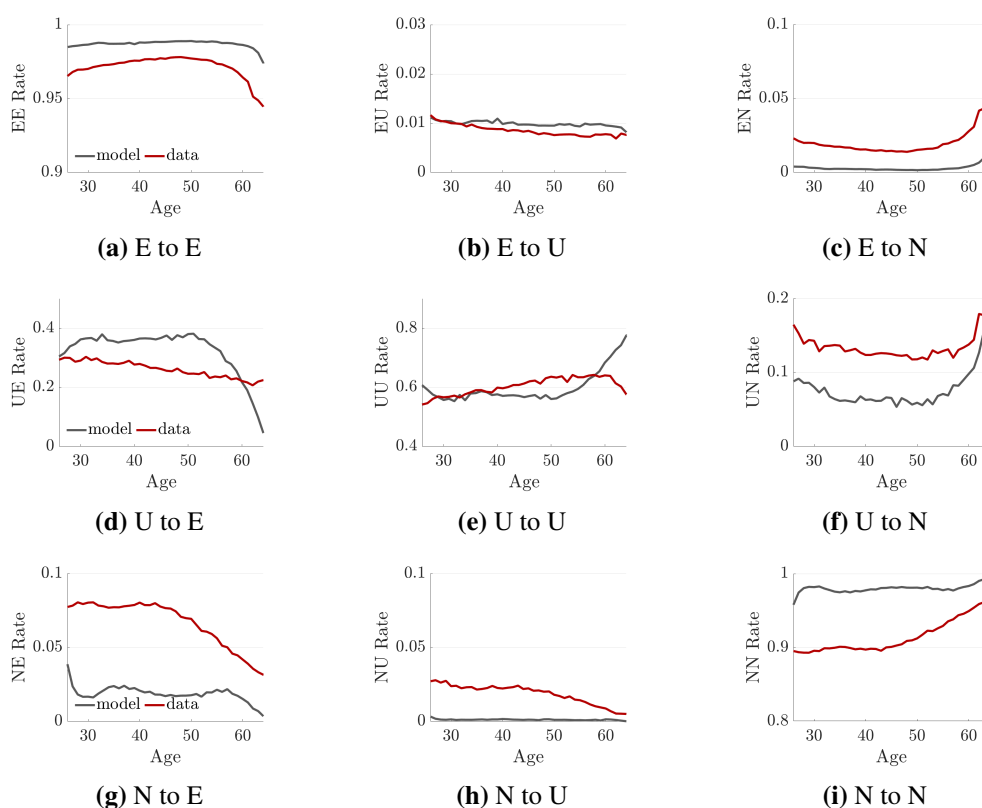 1
0.95
0.9
EE Rate
model data
30 40 50 60
Age
(a) E to E
0.03
0.02
0.01
0
EU Rate
30 40 50 60
Age
(b) E to U
0.1
0.05
0
EN Rate
30 40 50 60
Age
(c) E to N
0.4
0.2
0
UE Rate
model data
30 40 50 60
Age
(d) U to E
0.8
0.6
0.4
UU Rate
30 40 50 60
Age
(e) U to U
0.2
0.1
0
UN Rate
30 40 50 60
Age
(f) U to N
0.1
0.05
0
NE Rate
model data
30 40 50 60
Age
(g) N to E
0.1
0.05
0
NU Rate
30 40 50 60
Age
(h) N to U
1
0.9
0.8
NN Rate
30 40 50 60
Age
(i) N to N